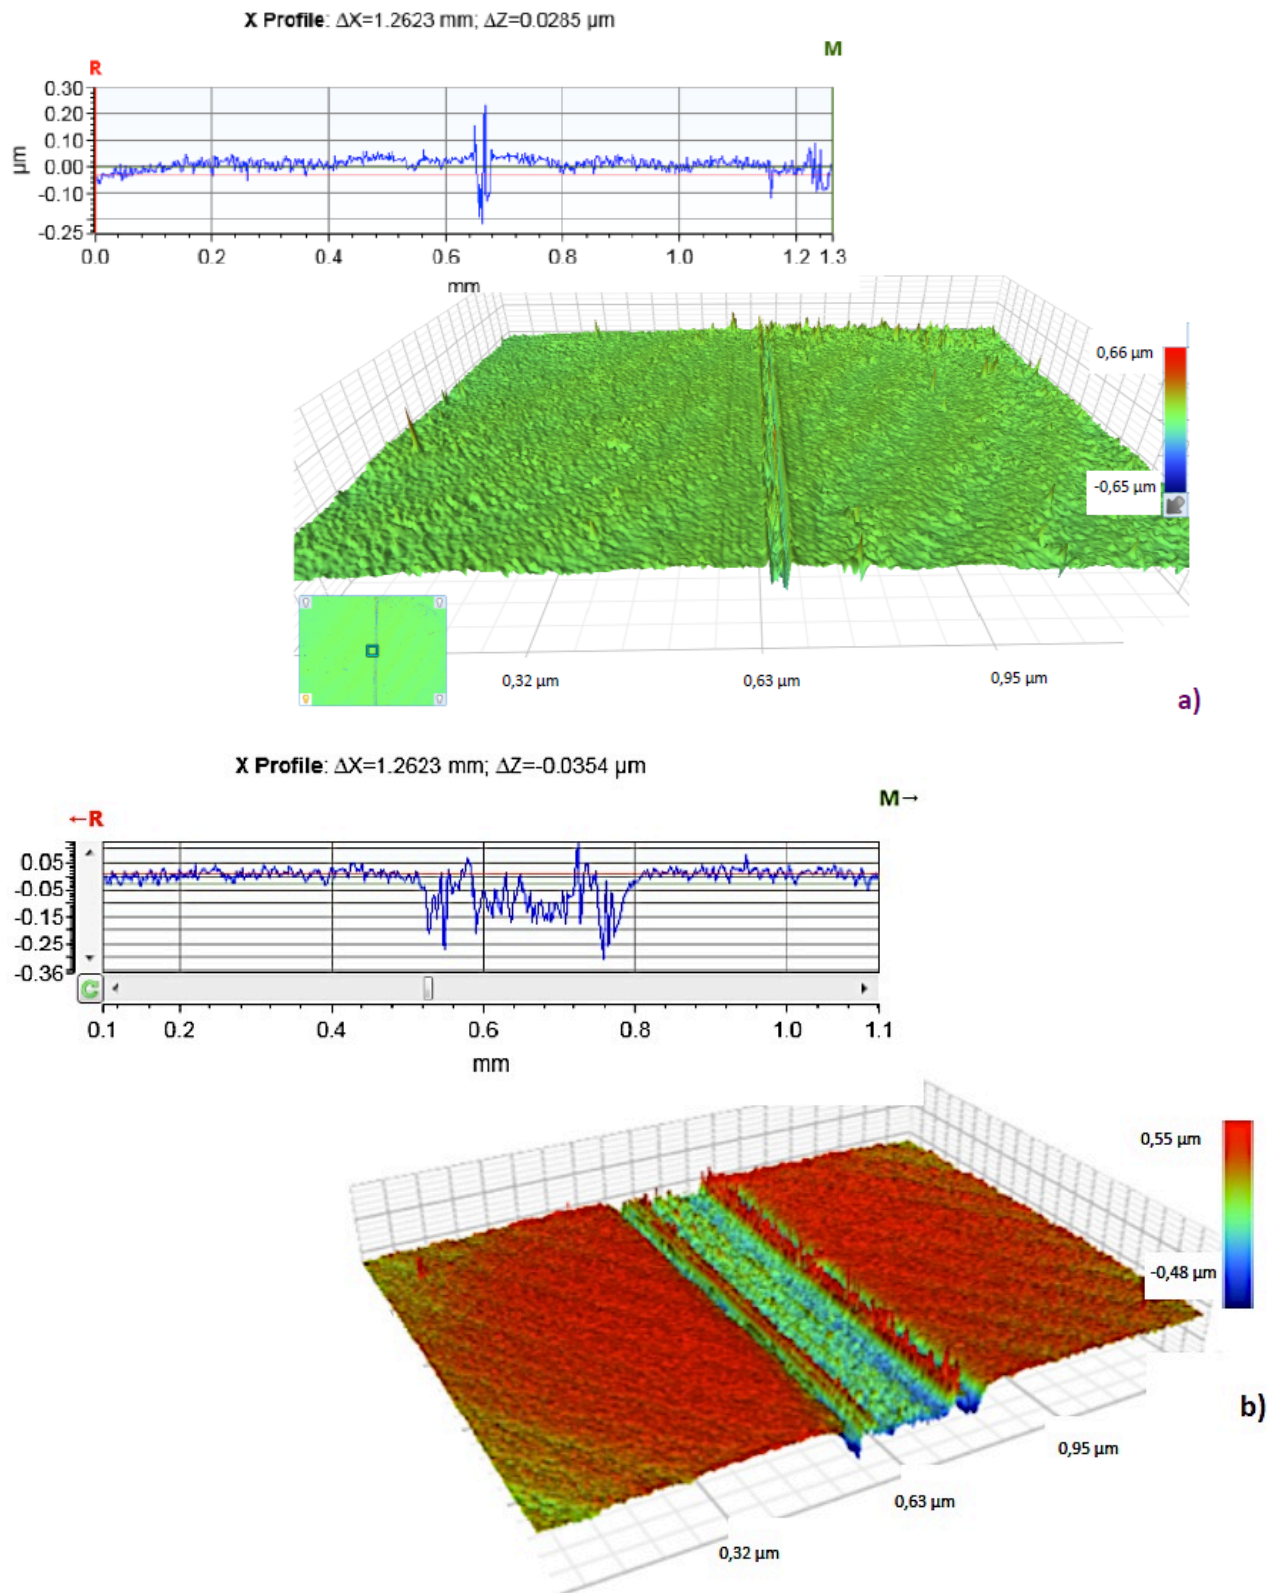 X Profile: ΔX=1.2623 mm; ΔZ=0.0285 µm
R
M
0.30
0.20
0.10
0.00
-0.10
-0.25
µm
0.0 0.2 0.4 0.6 0.8 1.0 1.2 1.3
mm
0,66 µm
-0,65 µm
0,32 µm 0,63 µm 0,95 µm
a)
X Profile: ΔX=1.2623 mm; ΔZ=-0.0354 µm
←R
M→
0.05
-0.05
-0.15
-0.25
-0.36
0.1 0.2 0.4 0.6 0.8 1.0 1.1
mm
0,55 µm
-0,48 µm
b)
0,95 µm
0,63 µm
0,32 µm